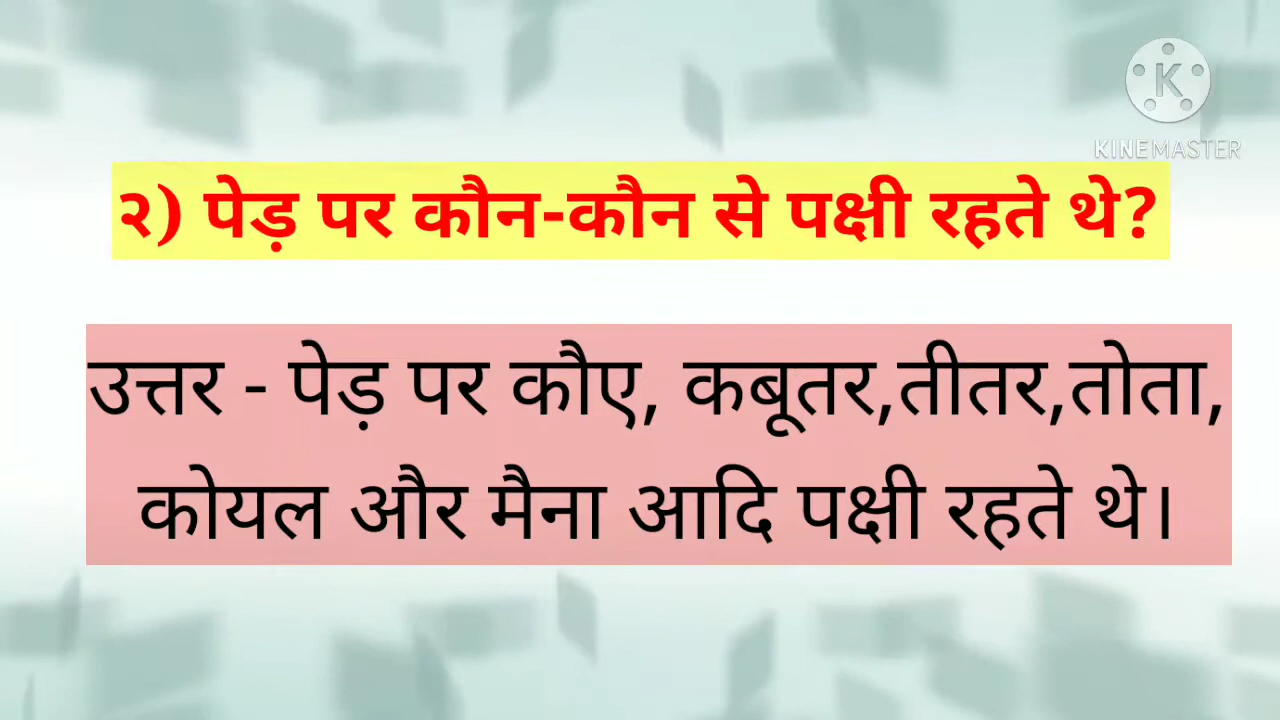 K
KINEMASTER
२) पेड़ पर कौन-कौन से पक्षी रहते थे?
उत्तर - पेड़ पर कौए, कबूतर,तीतर,तोता,
कोयल और मैना आदि पक्षी रहते थे।